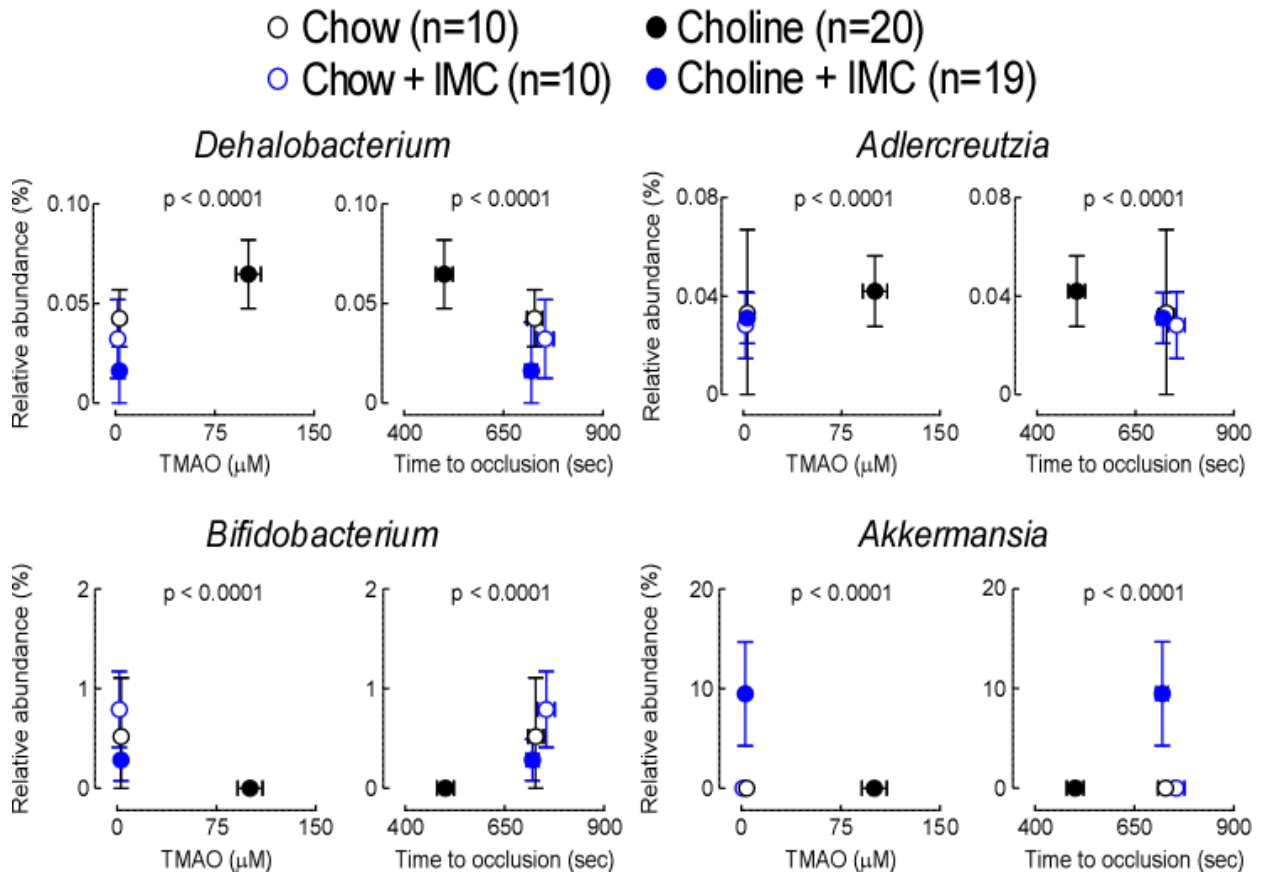 Chow (n=10) Choline (n=20)
Chow + IMC (n=10) Choline + IMC (n=19)
Dehalobacterium
Relative abundance (%)
p < 0.0001
0.10
0.05
0
0 75 150
TMAO (μM)
p < 0.0001
0.10
0.05
0
400 650 900
Time to occlusion (sec)
Adlercreutzia
Relative abundance (%)
p < 0.0001
0.08
0.04
0
0 75 150
TMAO (μM)
p < 0.0001
0.08
0.04
0
400 650 900
Time to occlusion (sec)
Bifidobacterium
Relative abundance (%)
p < 0.0001
2
1
0
0 75 150
TMAO (μM)
p < 0.0001
2
1
0
400 650 900
Time to occlusion (sec)
Akkermansia
Relative abundance (%)
p < 0.0001
20
10
0
0 75 150
TMAO (μM)
p < 0.0001
20
10
0
400 650 900
Time to occlusion (sec)